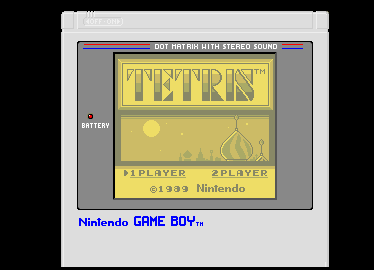 ◁OFF•ON▷
DOT MATRIX WITH STEREO SOUND
TETRIS™
BATTERY
▶1PLAYER 2PLAYER
©1989 Nintendo
Nintendo GAME BOY™